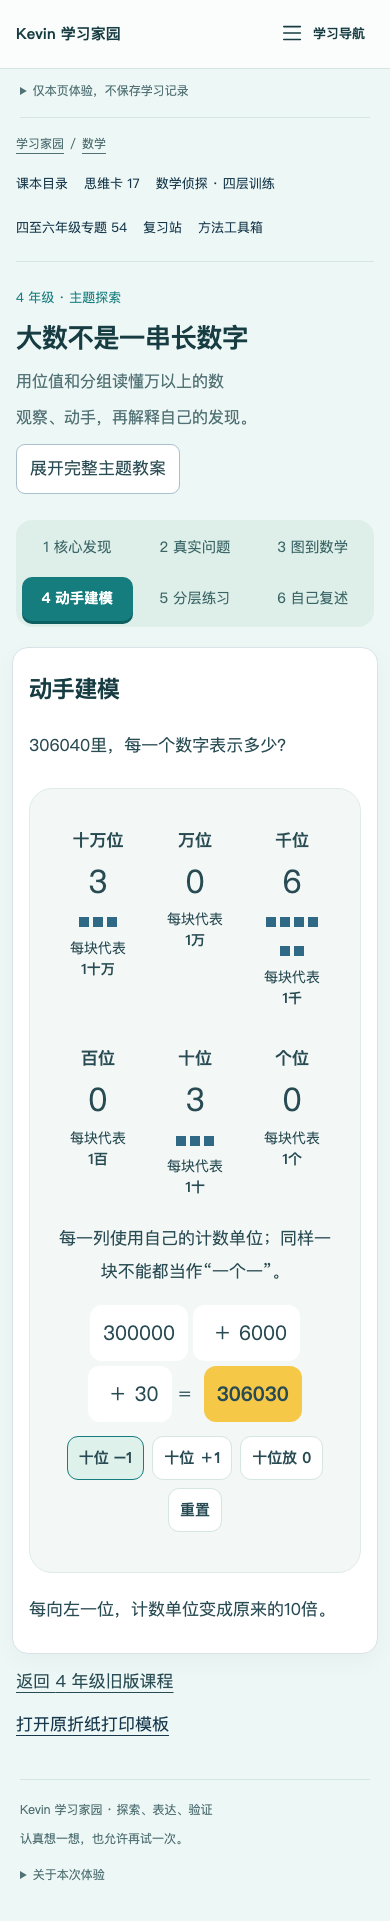 Kevin 学习家园
学习导航
仅本页体验，不保存学习记录
学习家园 / 数学
课本目录 思维卡 17 数学侦探 · 四层训练
四至六年级专题 54 复习站 方法工具箱
4 年级 · 主题探索
大数不是一串长数字
用位值和分组读懂万以上的数
观察、动手，再解释自己的发现。
展开完整主题教案
1 核心发现 2 真实问题 3 图到数学
4 动手建模 5 分层练习 6 自己复述
动手建模
306040里，每一个数字表示多少？
十万位 万位 千位
3 0 6
每块代表 1十万
每块代表 1万
每块代表 1千
百位 十位 个位
0 3 0
每块代表 1百
每块代表 1十
每块代表 1个
每一列使用自己的计数单位；同样一
块不能都当作“一个一”。
300000 + 6000
+ 30 = 306030
十位 −1 十位 +1 十位放 0
重置
每向左一位，计数单位变成原来的10倍。
返回 4 年级旧版课程
打开原折纸打印模板
Kevin 学习家园 · 探索、表达、验证
认真想一想，也允许再试一次。
关于本次体验